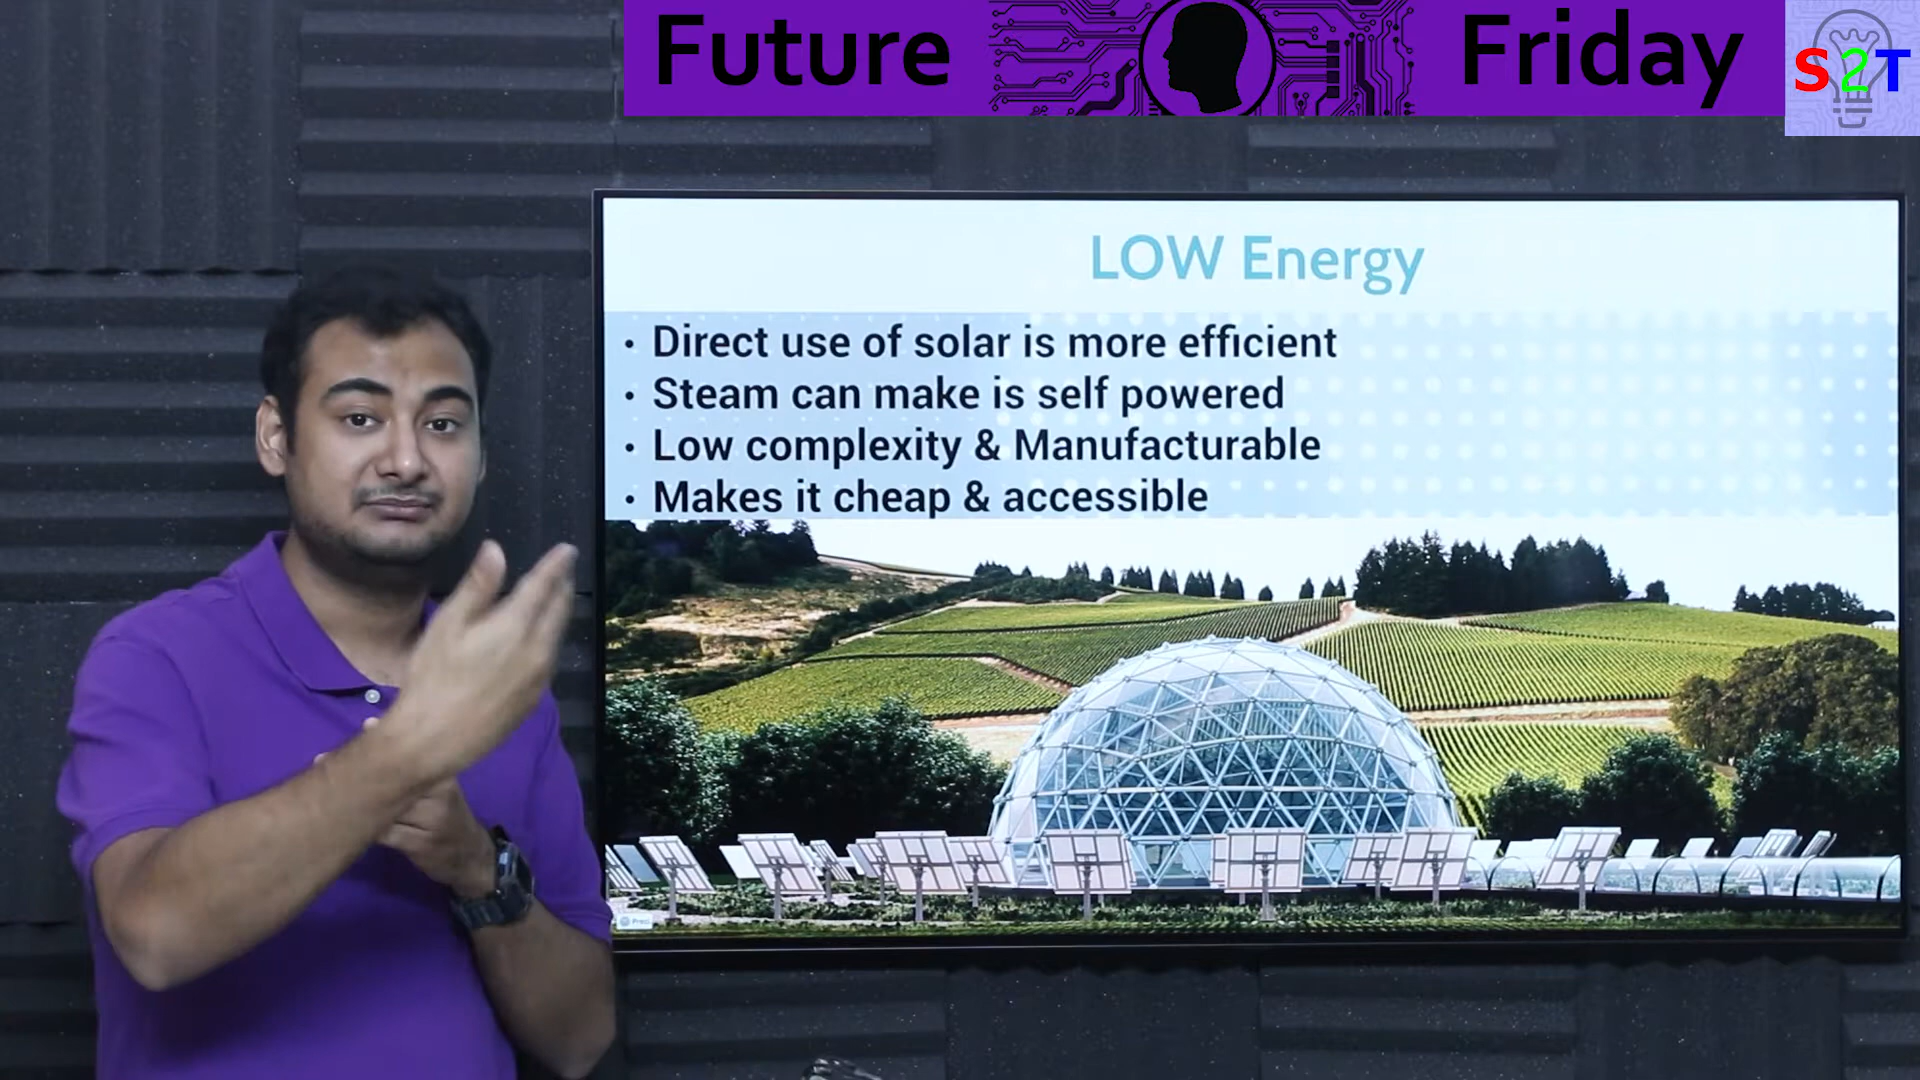 Future Friday
S2T
LOW Energy
• Direct use of solar is more efficient
• Steam can make is self powered
• Low complexity & Manufacturable
• Makes it cheap & accessible
Prezi